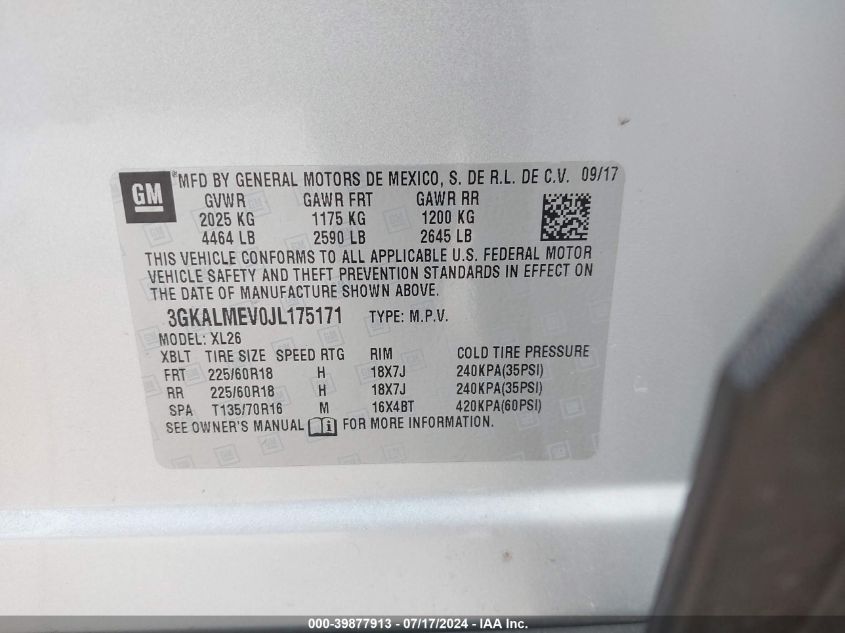 GM
® MFD BY GENERAL MOTORS DE MEXICO, S. DE R.L. DE C.V. 09/17
GVWR GAWR FRT GAWR RR
2025 KG 1175 KG 1200 KG
4464 LB 2590 LB 2645 LB
THIS VEHICLE CONFORMS TO ALL APPLICABLE U.S. FEDERAL MOTOR
VEHICLE SAFETY AND THEFT PREVENTION STANDARDS IN EFFECT ON
THE DATE OF MANUFACTURE SHOWN ABOVE.
3GKALMEV0JL175171 TYPE: M.P.V.
MODEL: XL26
XBLT TIRE SIZE SPEED RTG RIM COLD TIRE PRESSURE
FRT 225/60R18 H 18X7J 240KPA(35PSI)
RR 225/60R18 H 18X7J 240KPA(35PSI)
SPA T135/70R16 M 16X4BT 420KPA(60PSI)
SEE OWNER'S MANUAL i FOR MORE INFORMATION.
000-39877913 - 07/17/2024 - IAA Inc.